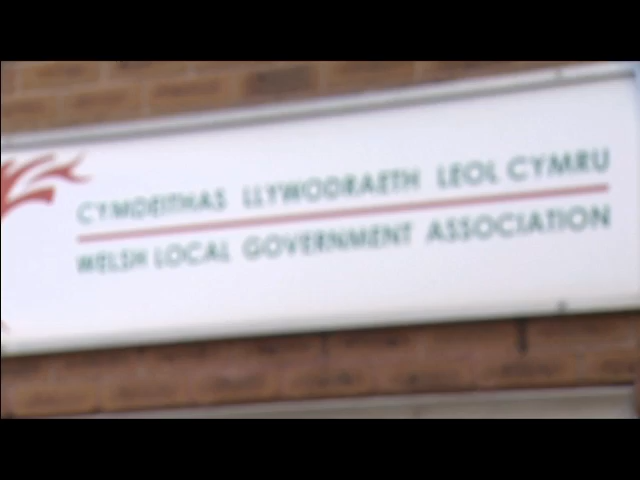 CYMDEITHAS LLYWODRAETH LEOL CYMRU
WELSH LOCAL GOVERNMENT ASSOCIATION